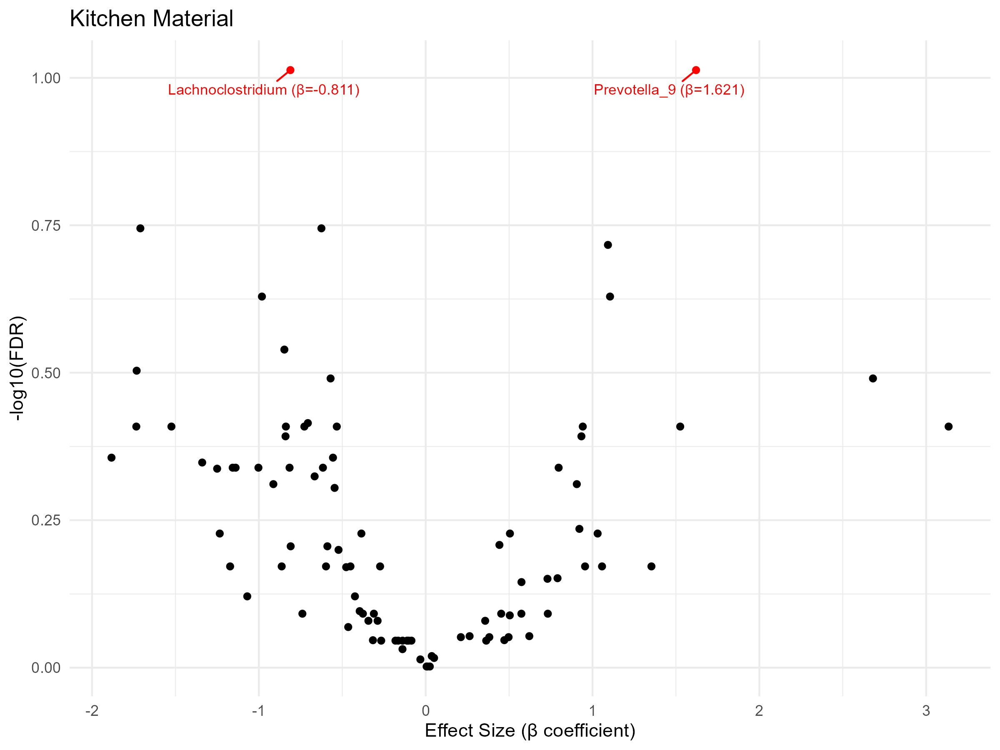 Kitchen Material
1.00
Lachnoclostridium (β=-0.811)
Prevotella_9 (β=1.621)
0.75
-log10(FDR)
0.50
0.25
0.00
-2
-1
0
1
2
3
Effect Size (β coefficient)